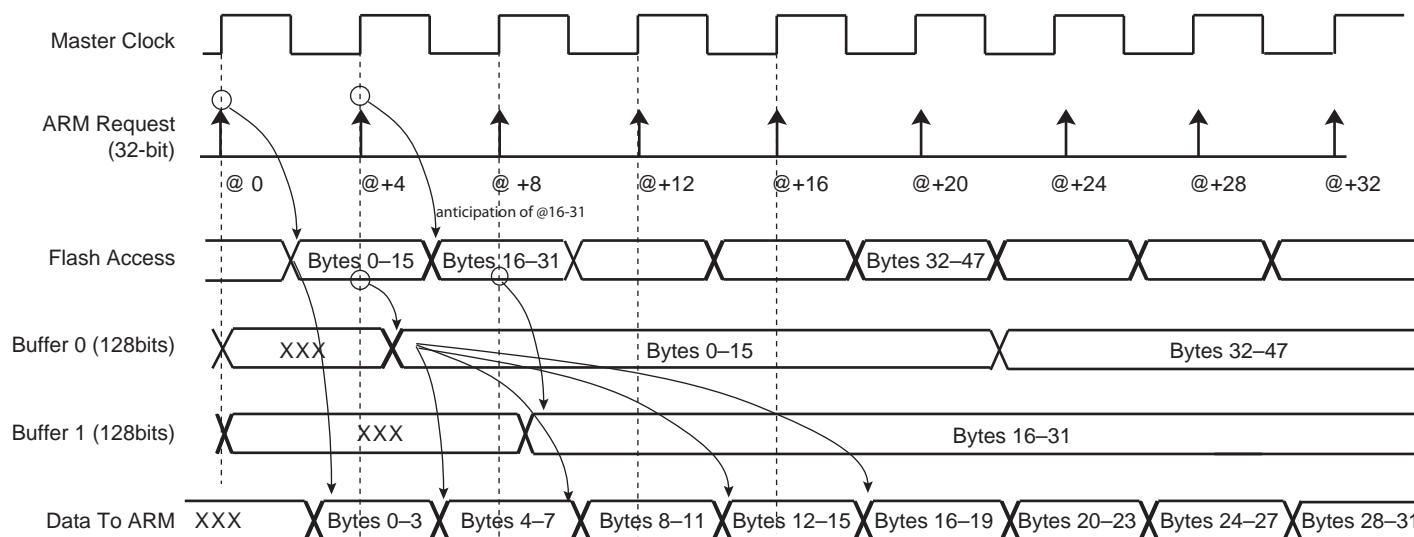 Master Clock
ARM Request
(32-bit)
@ 0 @+4 @ +8 @+12 @+16 @+20 @+24 @+28 @+32
anticipation of @16-31
Flash Access Bytes 0–15 Bytes 16–31 Bytes 32–47
Buffer 0 (128bits) XXX Bytes 0–15 Bytes 32–47
Buffer 1 (128bits) XXX Bytes 16–31
Data To ARM XXX Bytes 0–3 Bytes 4–7 Bytes 8–11 Bytes 12–15 Bytes 16–19 Bytes 20–23 Bytes 24–27 Bytes 28–31